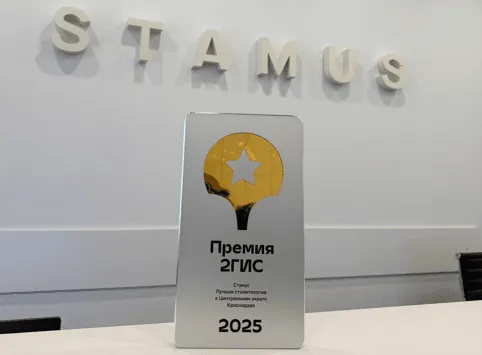 STAMUS
Премия
2ГИС
Стамус
Лучшая стоматология
в Центральном округе
Краснодара
2025